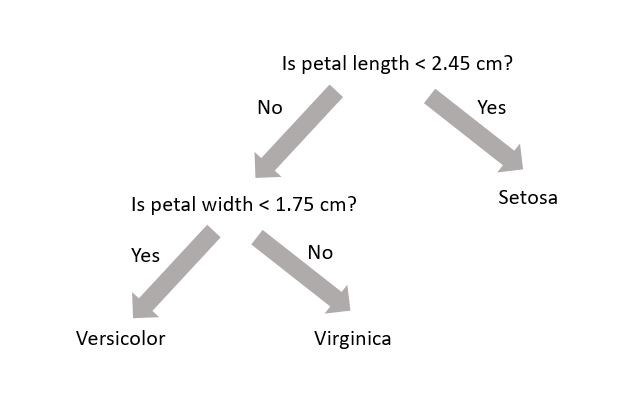 Is petal length < 2.45 cm?
No
Yes
Is petal width < 1.75 cm?
Setosa
Yes
No
Versicolor
Virginica